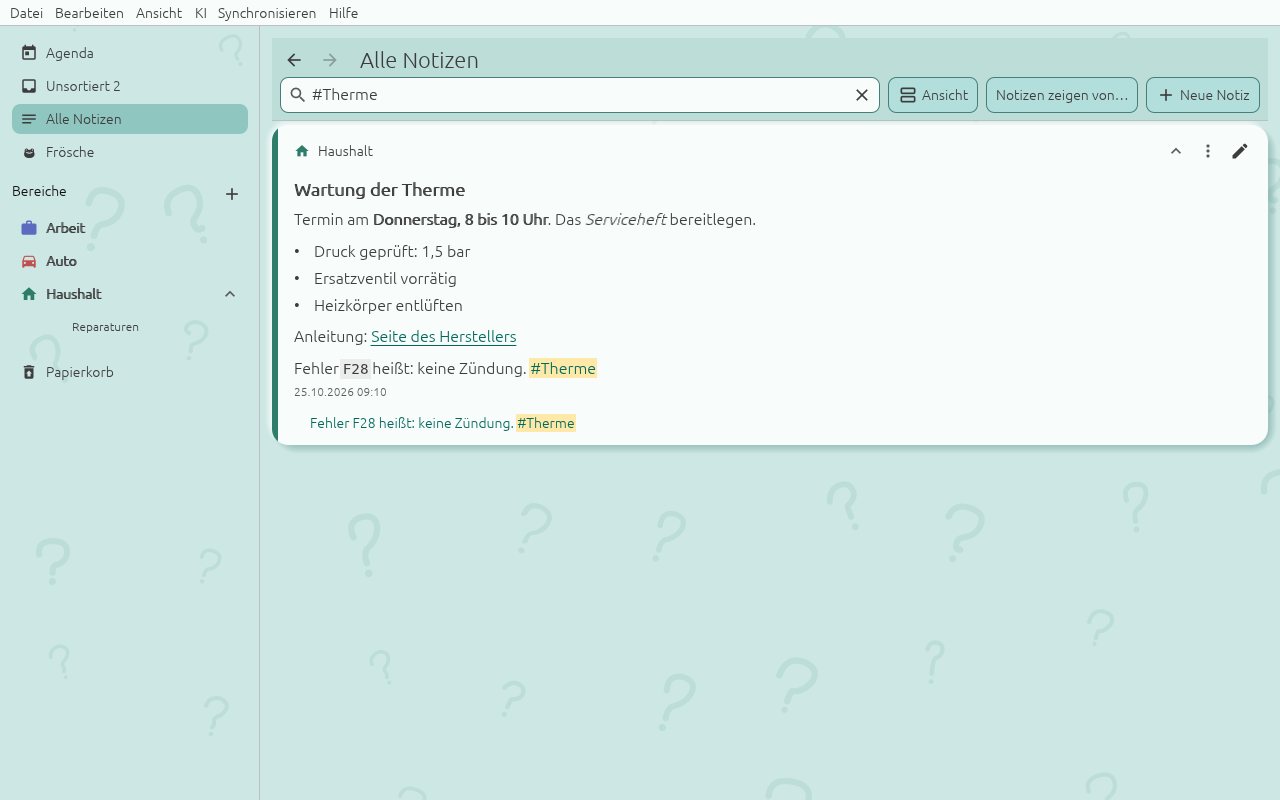 Datei Bearbeiten Ansicht KI Synchronisieren Hilfe
Agenda
Unsortiert 2
Alle Notizen
Frösche
Bereiche
Arbeit
Auto
Haushalt
Reparaturen
Papierkorb
Alle Notizen
#Therme
Ansicht
Notizen zeigen von...
Neue Notiz
Haushalt
Wartung der Therme
Termin am Donnerstag, 8 bis 10 Uhr. Das Serviceheft bereitlegen.
• Druck geprüft: 1,5 bar
• Ersatzventil vorrätig
• Heizkörper entlüften
Anleitung: Seite des Herstellers
Fehler F28 heißt: keine Zündung. #Therme
25.10.2026 09:10
Fehler F28 heißt: keine Zündung. #Therme